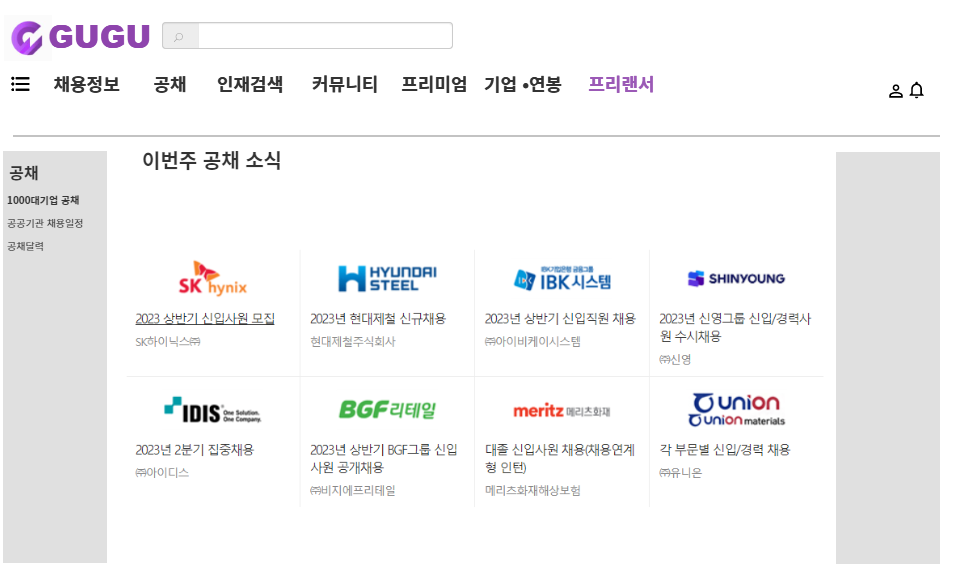 GUGU
채용정보 공채 인재검색 커뮤니티 프리미엄 기업 •연봉 프리랜서
공채
1000대기업 공채
공공기관 채용일정
공채달력
이번주 공채 소식
SK hynix
2023 상반기 신입사원 모집
SK하이닉스㈜
HYUNDAI
STEEL
2023년 현대제철 신규채용
현대제철주식회사
IBK기업은행 금융그룹
IBK시스템
2023년 상반기 신입직원 채용
㈜아이비케이시스템
SHINYOUNG
2023년 신영그룹 신입/경력사
원 수시채용
㈜신영
IDIS One Solution.
One Company.
2023년 2분기 집중채용
㈜아이디스
BGF리테일
2023년 상반기 BGF그룹 신입
사원 공개채용
㈜비지에프리테일
meritz 메리츠화재
대졸 신입사원 채용(채용연계
형 인턴)
메리츠화재해상보험
union
union materials
각 부문별 신입/경력 채용
㈜유니온